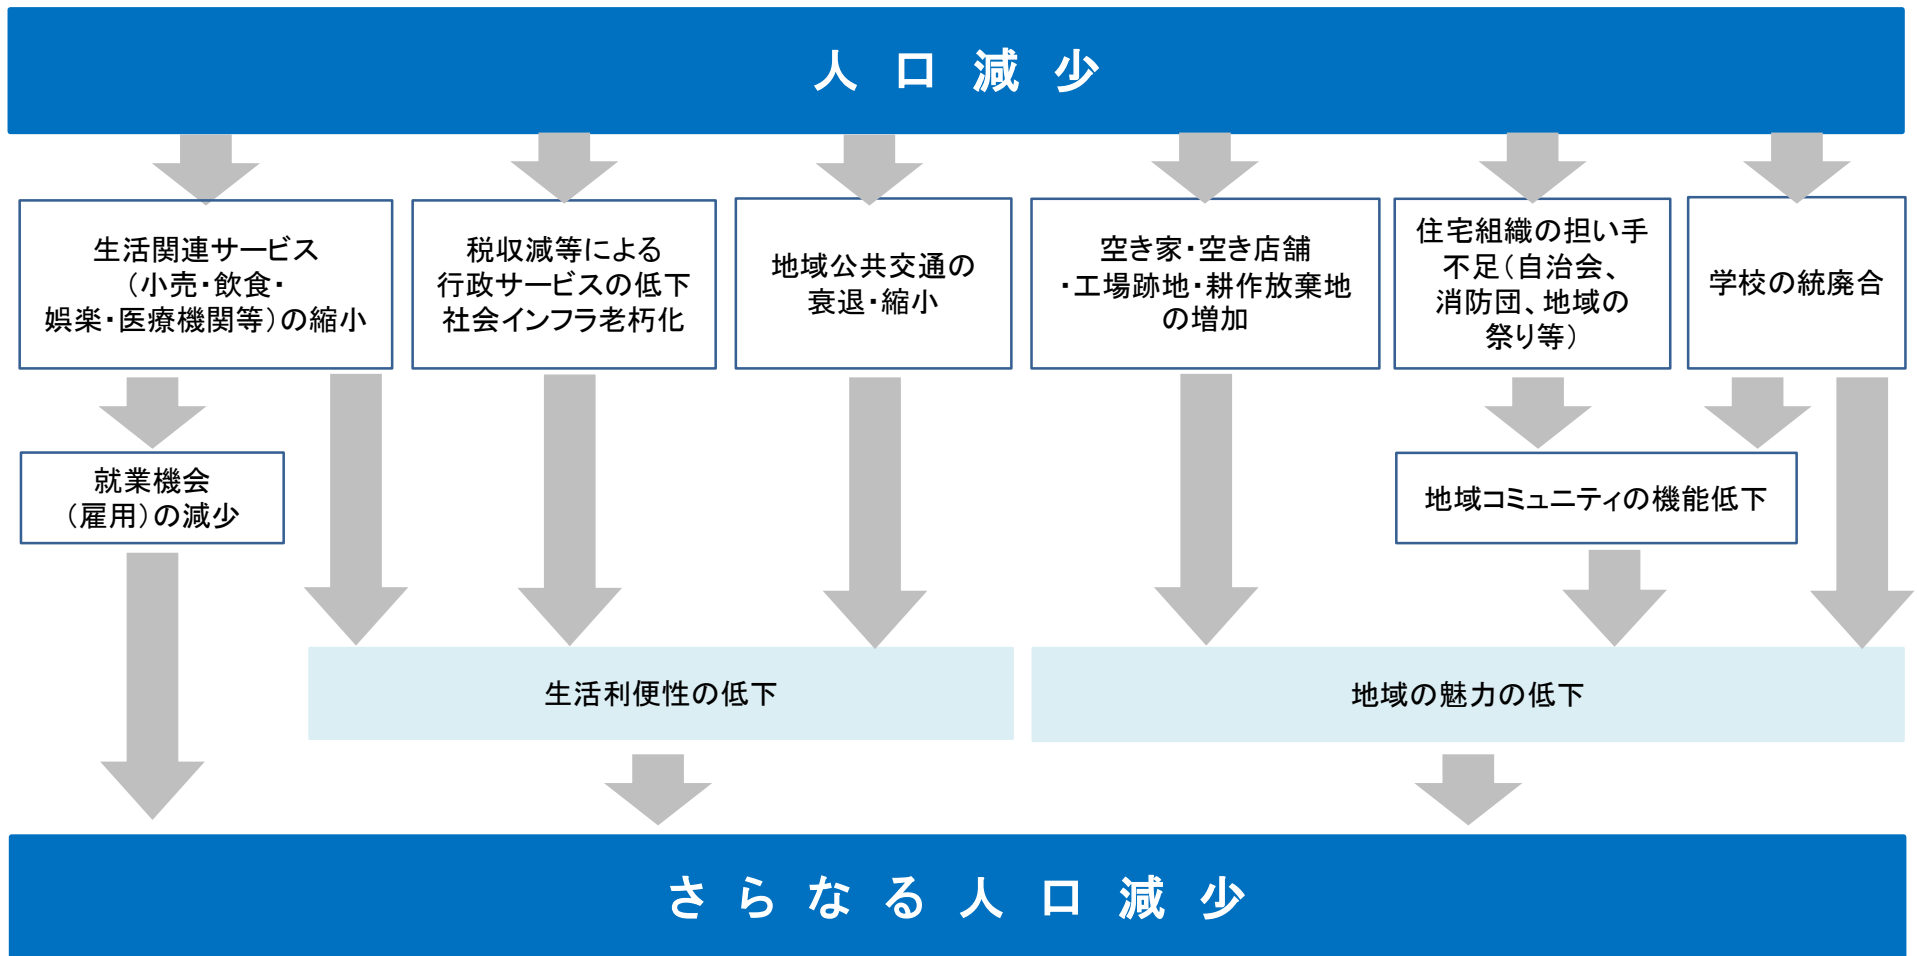 人口減少
生活関連サービス
（小売・飲食・
娯楽・医療機関等）の縮小
税収減等による
行政サービスの低下
社会インフラ老朽化
地域公共交通の
衰退・縮小
空き家・空き店舗
・工場跡地・耕作放棄地
の増加
住宅組織の担い手
不足（自治会、
消防団、地域の
祭り等）
学校の統廃合
就業機会
（雇用）の減少
地域コミュニティの機能低下
生活利便性の低下
地域の魅力の低下
さらなる人口減少